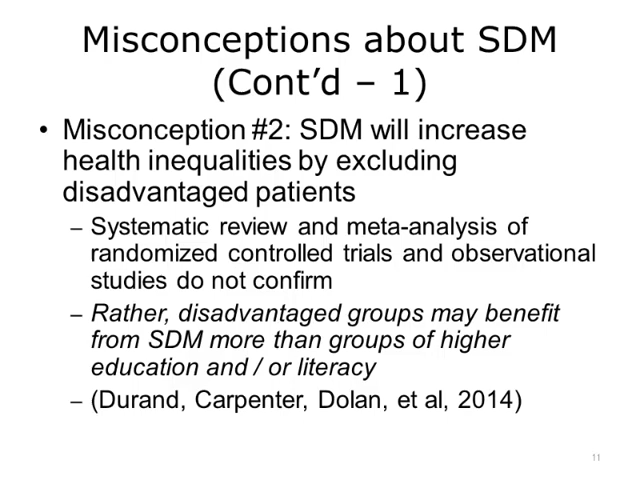 Misconceptions about SDM
(Cont’d – 1)
• Misconception #2: SDM will increase
health inequalities by excluding
disadvantaged patients
– Systematic review and meta-analysis of
randomized controlled trials and observational
studies do not confirm
– Rather, disadvantaged groups may benefit
from SDM more than groups of higher
education and / or literacy
– (Durand, Carpenter, Dolan, et al, 2014)
11